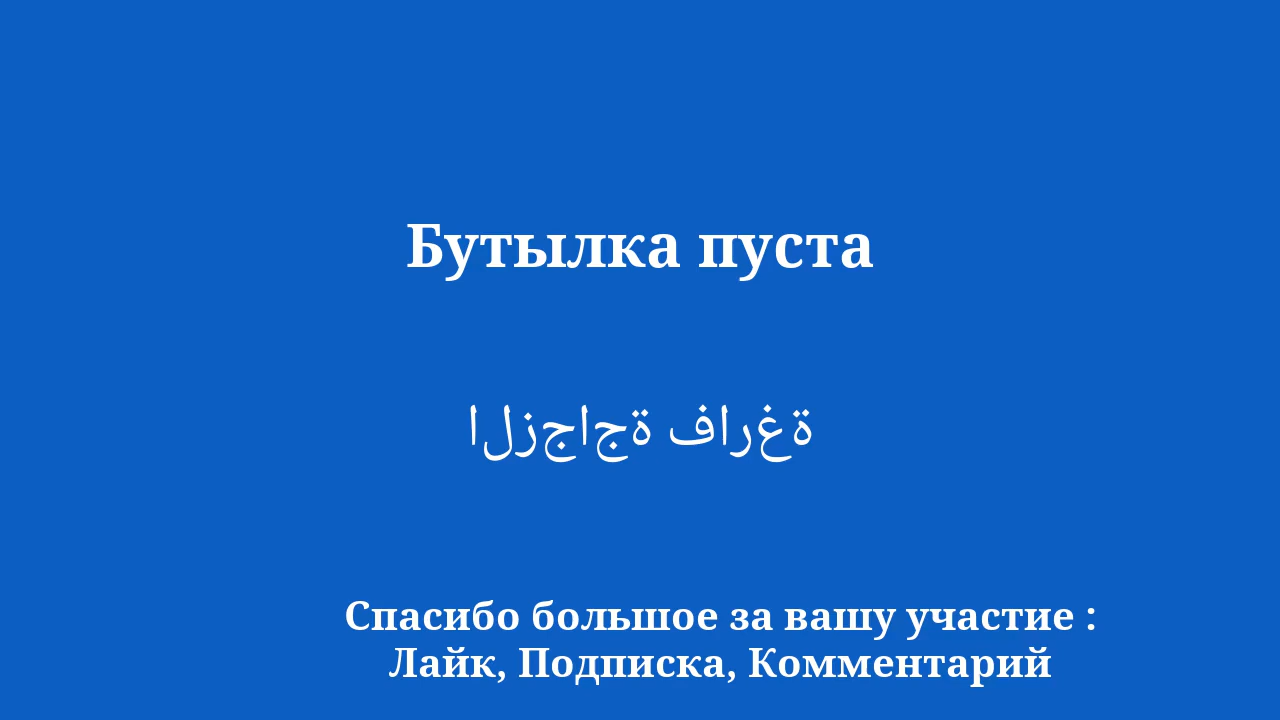 Бутылка пуста
الزجاجة فارغة
Спасибо большое за вашу участие :
Лайк, Подписка, Комментарий